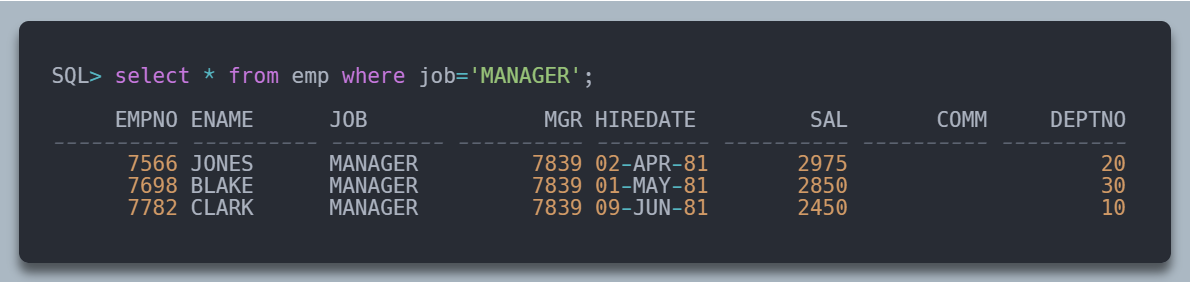 SQL> select * from emp where job='MANAGER';
     EMPNO ENAME      JOB              MGR HIREDATE         SAL       COMM     DEPTNO
---------- ---------- --------- ---------- --------- ---------- ---------- ----------
      7566 JONES      MANAGER         7839 02-APR-81       2975                    20
      7698 BLAKE      MANAGER         7839 01-MAY-81       2850                    30
      7782 CLARK      MANAGER         7839 09-JUN-81       2450                    10